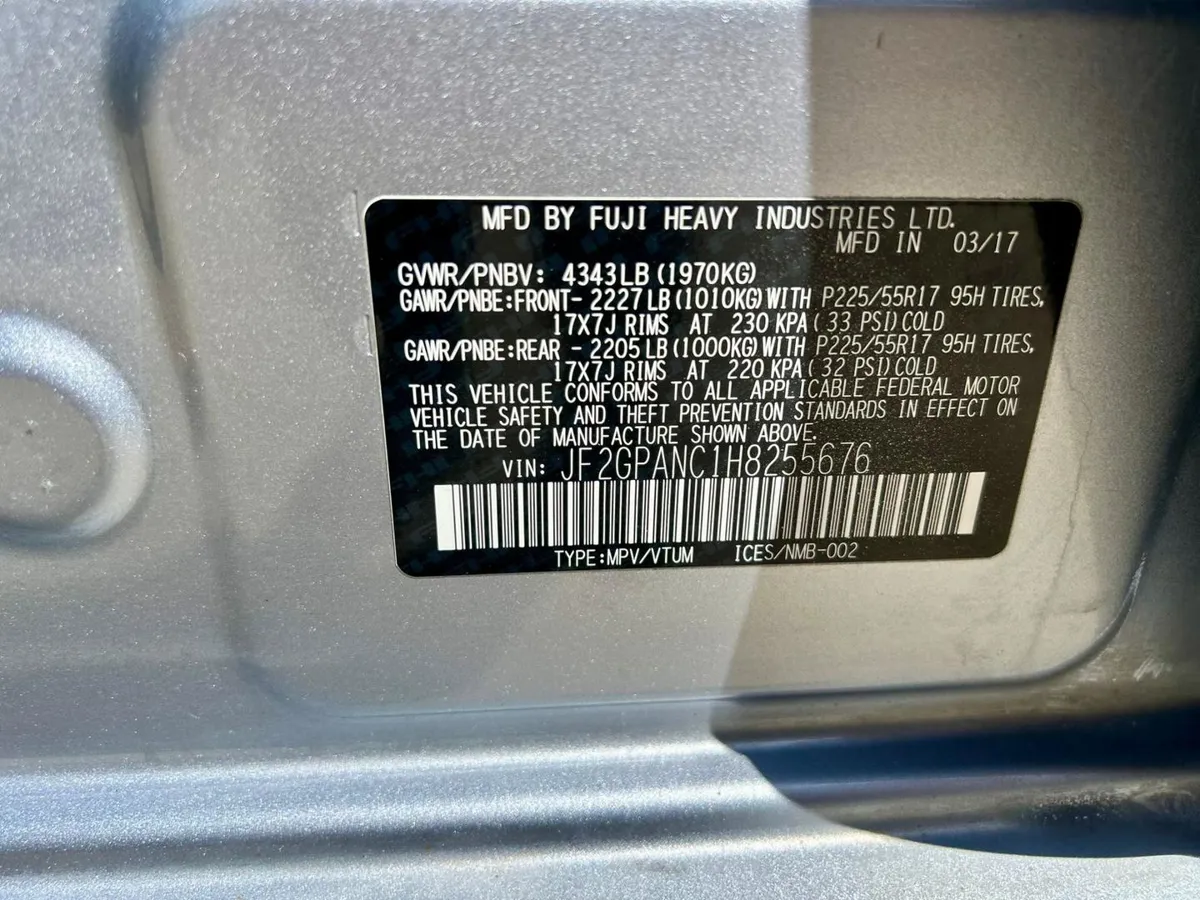 MFD BY FUJI HEAVY INDUSTRIES LTD.
MFD IN 03/17
GVWR/PNBV: 4343LB (1970KG)
GAWR/PNBE:FRONT- 2227LB (1010KG) WITH P225/55R17 95H TIRES,
17X7J RIMS AT 230 KPA ( 33 PSI) COLD
GAWR/PNBE:REAR - 2205LB (1000KG) WITH P225/55R17 95H TIRES,
17X7J RIMS AT 220 KPA ( 32 PSI) COLD
THIS VEHICLE CONFORMS TO ALL APPLICABLE FEDERAL MOTOR
VEHICLE SAFETY AND THEFT PREVENTION STANDARDS IN EFFECT ON
THE DATE OF MANUFACTURE SHOWN ABOVE.
VIN: JF2GPANC1H8255676
TYPE:MPV/VTUM ICES/NMB-002